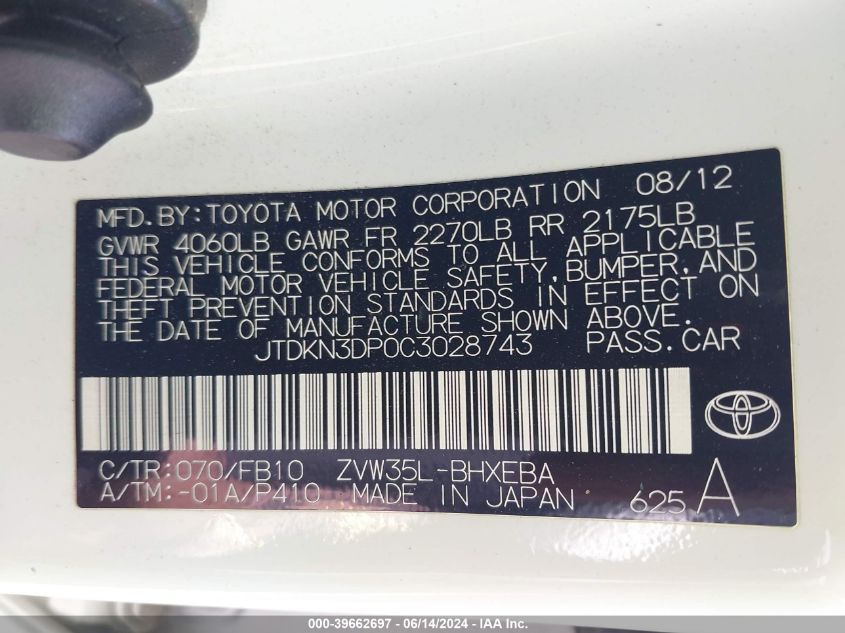 MFD. BY: TOYOTA MOTOR CORPORATION 08/12
GVWR 4060LB GAWR FR 2270LB RR 2175LB
THIS VEHICLE CONFORMS TO ALL APPLICABLE
FEDERAL MOTOR VEHICLE SAFETY, BUMPER, AND
THEFT PREVENTION STANDARDS IN EFFECT ON
THE DATE OF MANUFACTURE SHOWN ABOVE.
JTDKN3DP0C3028743 PASS. CAR
C/TR: 070/FB10 ZVW35L-BHXEBA
A/TM: -01A/P410 MADE IN JAPAN 625 A
000-39662697 - 06/14/2024 - IAA Inc.